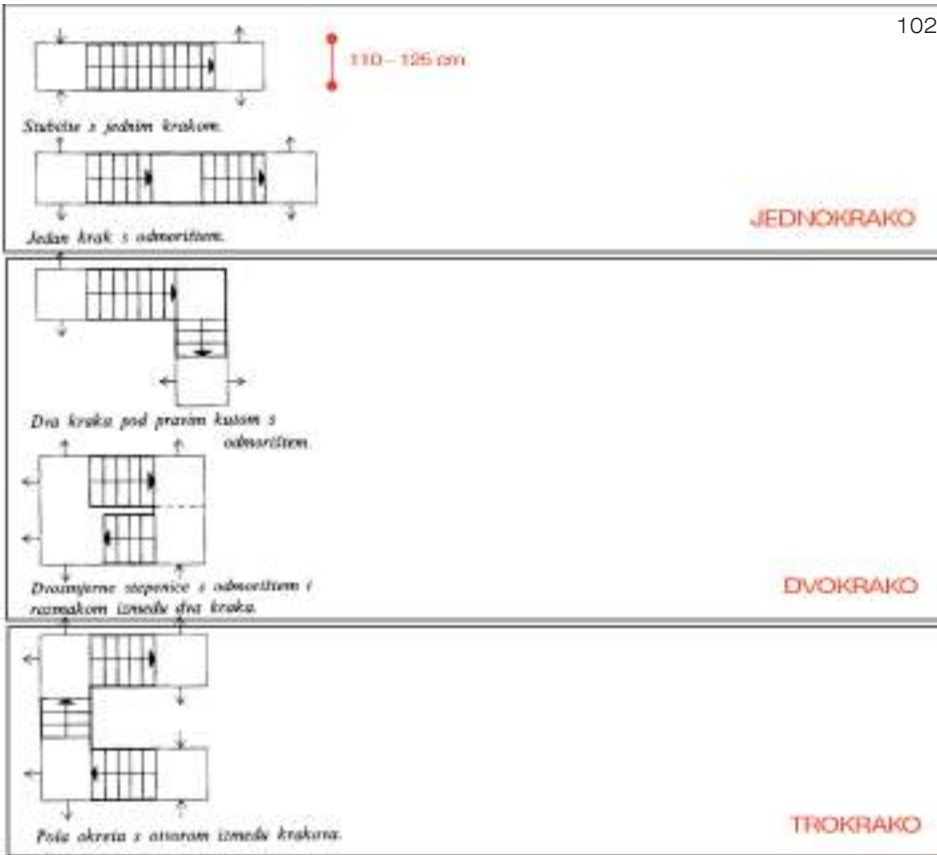 102
110 – 125 cm
Stubište s jednim krakom.
Jedan krak s odmorištem.
JEDNOKRAKO
Dva kraka pod pravim kutom s
odmorištem.
Dvosmjerne stepenice s odmorištem i
razmakom između dva kraka.
DVOKRAKO
Pola okreta s otvorom između krakova.
TROKRAKO